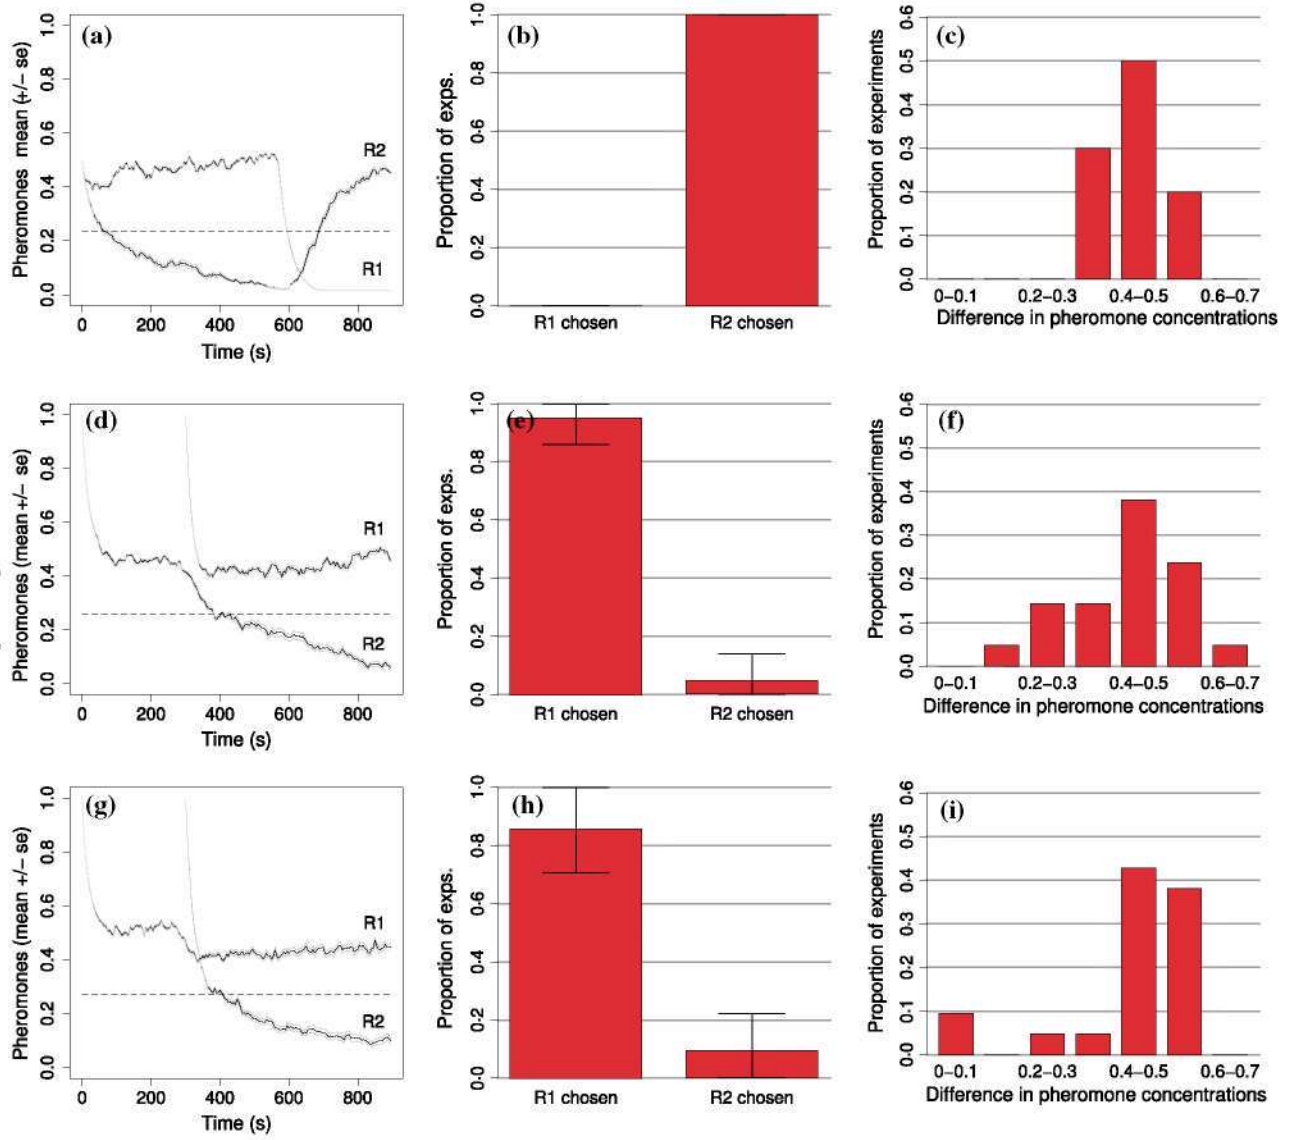 (a)
Pheromones mean (+/− se)
1.0
0.8
0.6
0.4
0.2
0.0
R2
R1
0 200 400 600 800
Time (s)
(b)
Proportion of exps.
1·0
0·8
0·6
0·4
0·2
0·0
R1 chosen R2 chosen
(c)
Proportion of experiments
0·6
0·5
0·4
0·3
0·2
0·1
0·0
0−0.1 0.2−0.3 0.4−0.5 0.6−0.7
Difference in pheromone concentrations
(d)
Pheromones (mean +/− se)
1.0
0.8
0.6
0.4
0.2
0.0
R1
R2
0 200 400 600 800
Time (s)
(e)
Proportion of exps.
1·0
0·8
0·6
0·4
0·2
0·0
R1 chosen R2 chosen
(f)
Proportion of experiments
0·6
0·5
0·4
0·3
0·2
0·1
0·0
0−0.1 0.2−0.3 0.4−0.5 0.6−0.7
Difference in pheromone concentrations
(g)
Pheromones (mean +/− se)
1.0
0.8
0.6
0.4
0.2
0.0
R1
R2
0 200 400 600 800
Time (s)
(h)
Proportion of exps.
1·0
0·8
0·6
0·4
0·2
0·0
R1 chosen R2 chosen
(i)
Proportion of experiments
0·6
0·5
0·4
0·3
0·2
0·1
0·0
0−0.1 0.2−0.3 0.4−0.5 0.6−0.7
Difference in pheromone concentrations